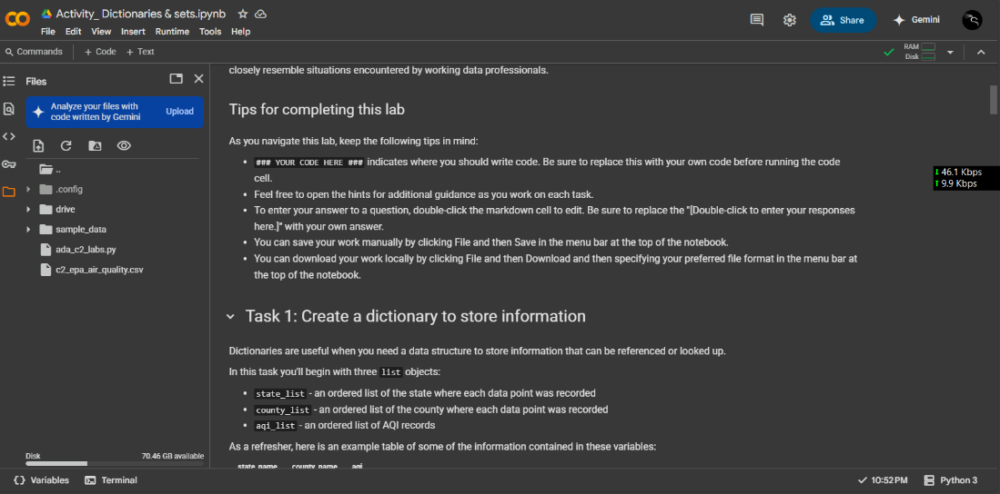 Activity_ Dictionaries & sets.ipynb
File Edit View Insert Runtime Tools Help
Share
Gemini
Commands + Code + Text
RAM
Disk
Files
Analyze your files with
code written by Gemini
Upload
..
.config
drive
sample_data
ada_c2_labs.py
c2_epa_air_quality.csv
Disk 70.46 GB available
closely resemble situations encountered by working data professionals.
Tips for completing this lab
As you navigate this lab, keep the following tips in mind:
• ### YOUR CODE HERE ### indicates where you should write code. Be sure to replace this with your own code before running the code
cell.
• Feel free to open the hints for additional guidance as you work on each task.
• To enter your answer to a question, double-click the markdown cell to edit. Be sure to replace the "[Double-click to enter your responses
here.]" with your own answer.
• You can save your work manually by clicking File and then Save in the menu bar at the top of the notebook.
• You can download your work locally by clicking File and then Download and then specifying your preferred file format in the menu bar at
the top of the notebook.
Task 1: Create a dictionary to store information
Dictionaries are useful when you need a data structure to store information that can be referenced or looked up.
In this task you'll begin with three list objects:
• state_list - an ordered list of the state where each data point was recorded
• county_list - an ordered list of the county where each data point was recorded
• aqi_list - an ordered list of AQI records
As a refresher, here is an example table of some of the information contained in these variables:
state_name county_name aqi
46.1 Kbps
9.9 Kbps
Variables Terminal
10:52 PM Python 3